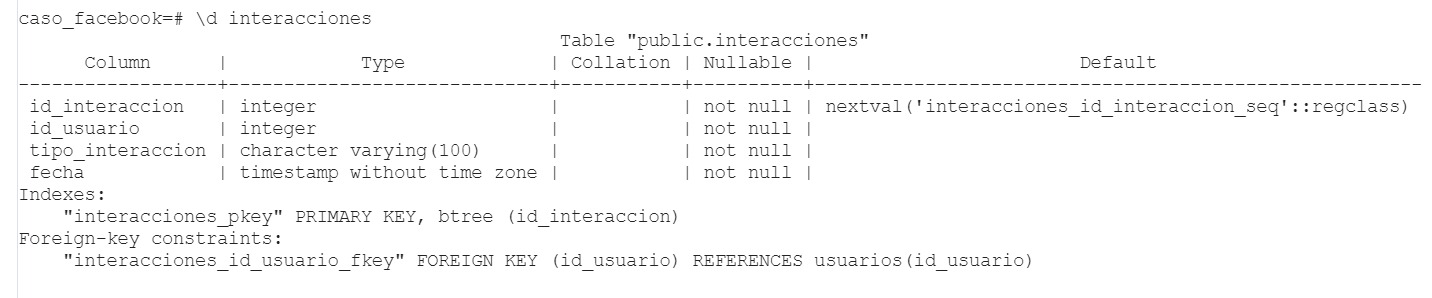 caso_facebook=# \d interacciones
                                                 Table "public.interacciones"
      Column      |            Type             | Collation | Nullable |                        Default
------------------+-----------------------------+-----------+----------+-------------------------------------------------------
 id_interaccion   | integer                     |           | not null | nextval('interacciones_id_interaccion_seq'::regclass)
 id_usuario       | integer                     |           | not null |
 tipo_interaccion | character varying(100)      |           | not null |
 fecha            | timestamp without time zone |           | not null |
Indexes:
    "interacciones_pkey" PRIMARY KEY, btree (id_interaccion)
Foreign-key constraints:
    "interacciones_id_usuario_fkey" FOREIGN KEY (id_usuario) REFERENCES usuarios(id_usuario)